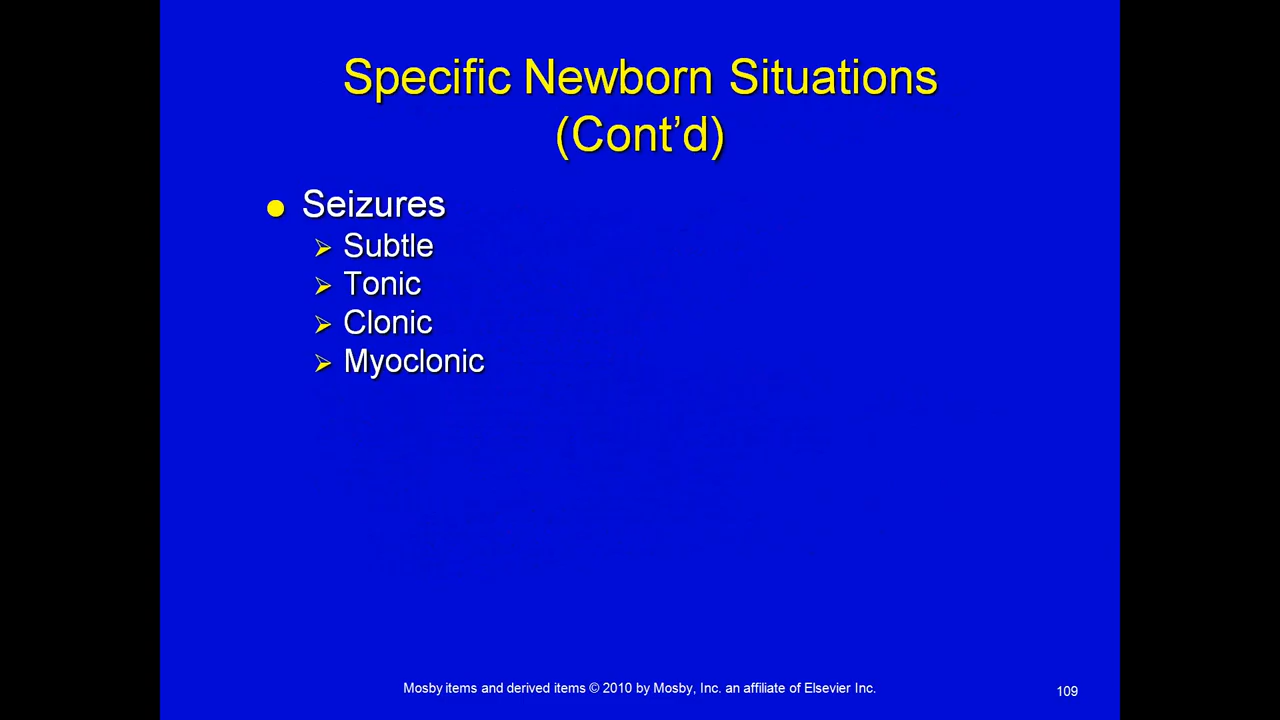 Specific Newborn Situations
(Cont’d)
Seizures
Subtle
Tonic
Clonic
Myoclonic
Mosby items and derived items © 2010 by Mosby, Inc. an affiliate of Elsevier Inc.
109